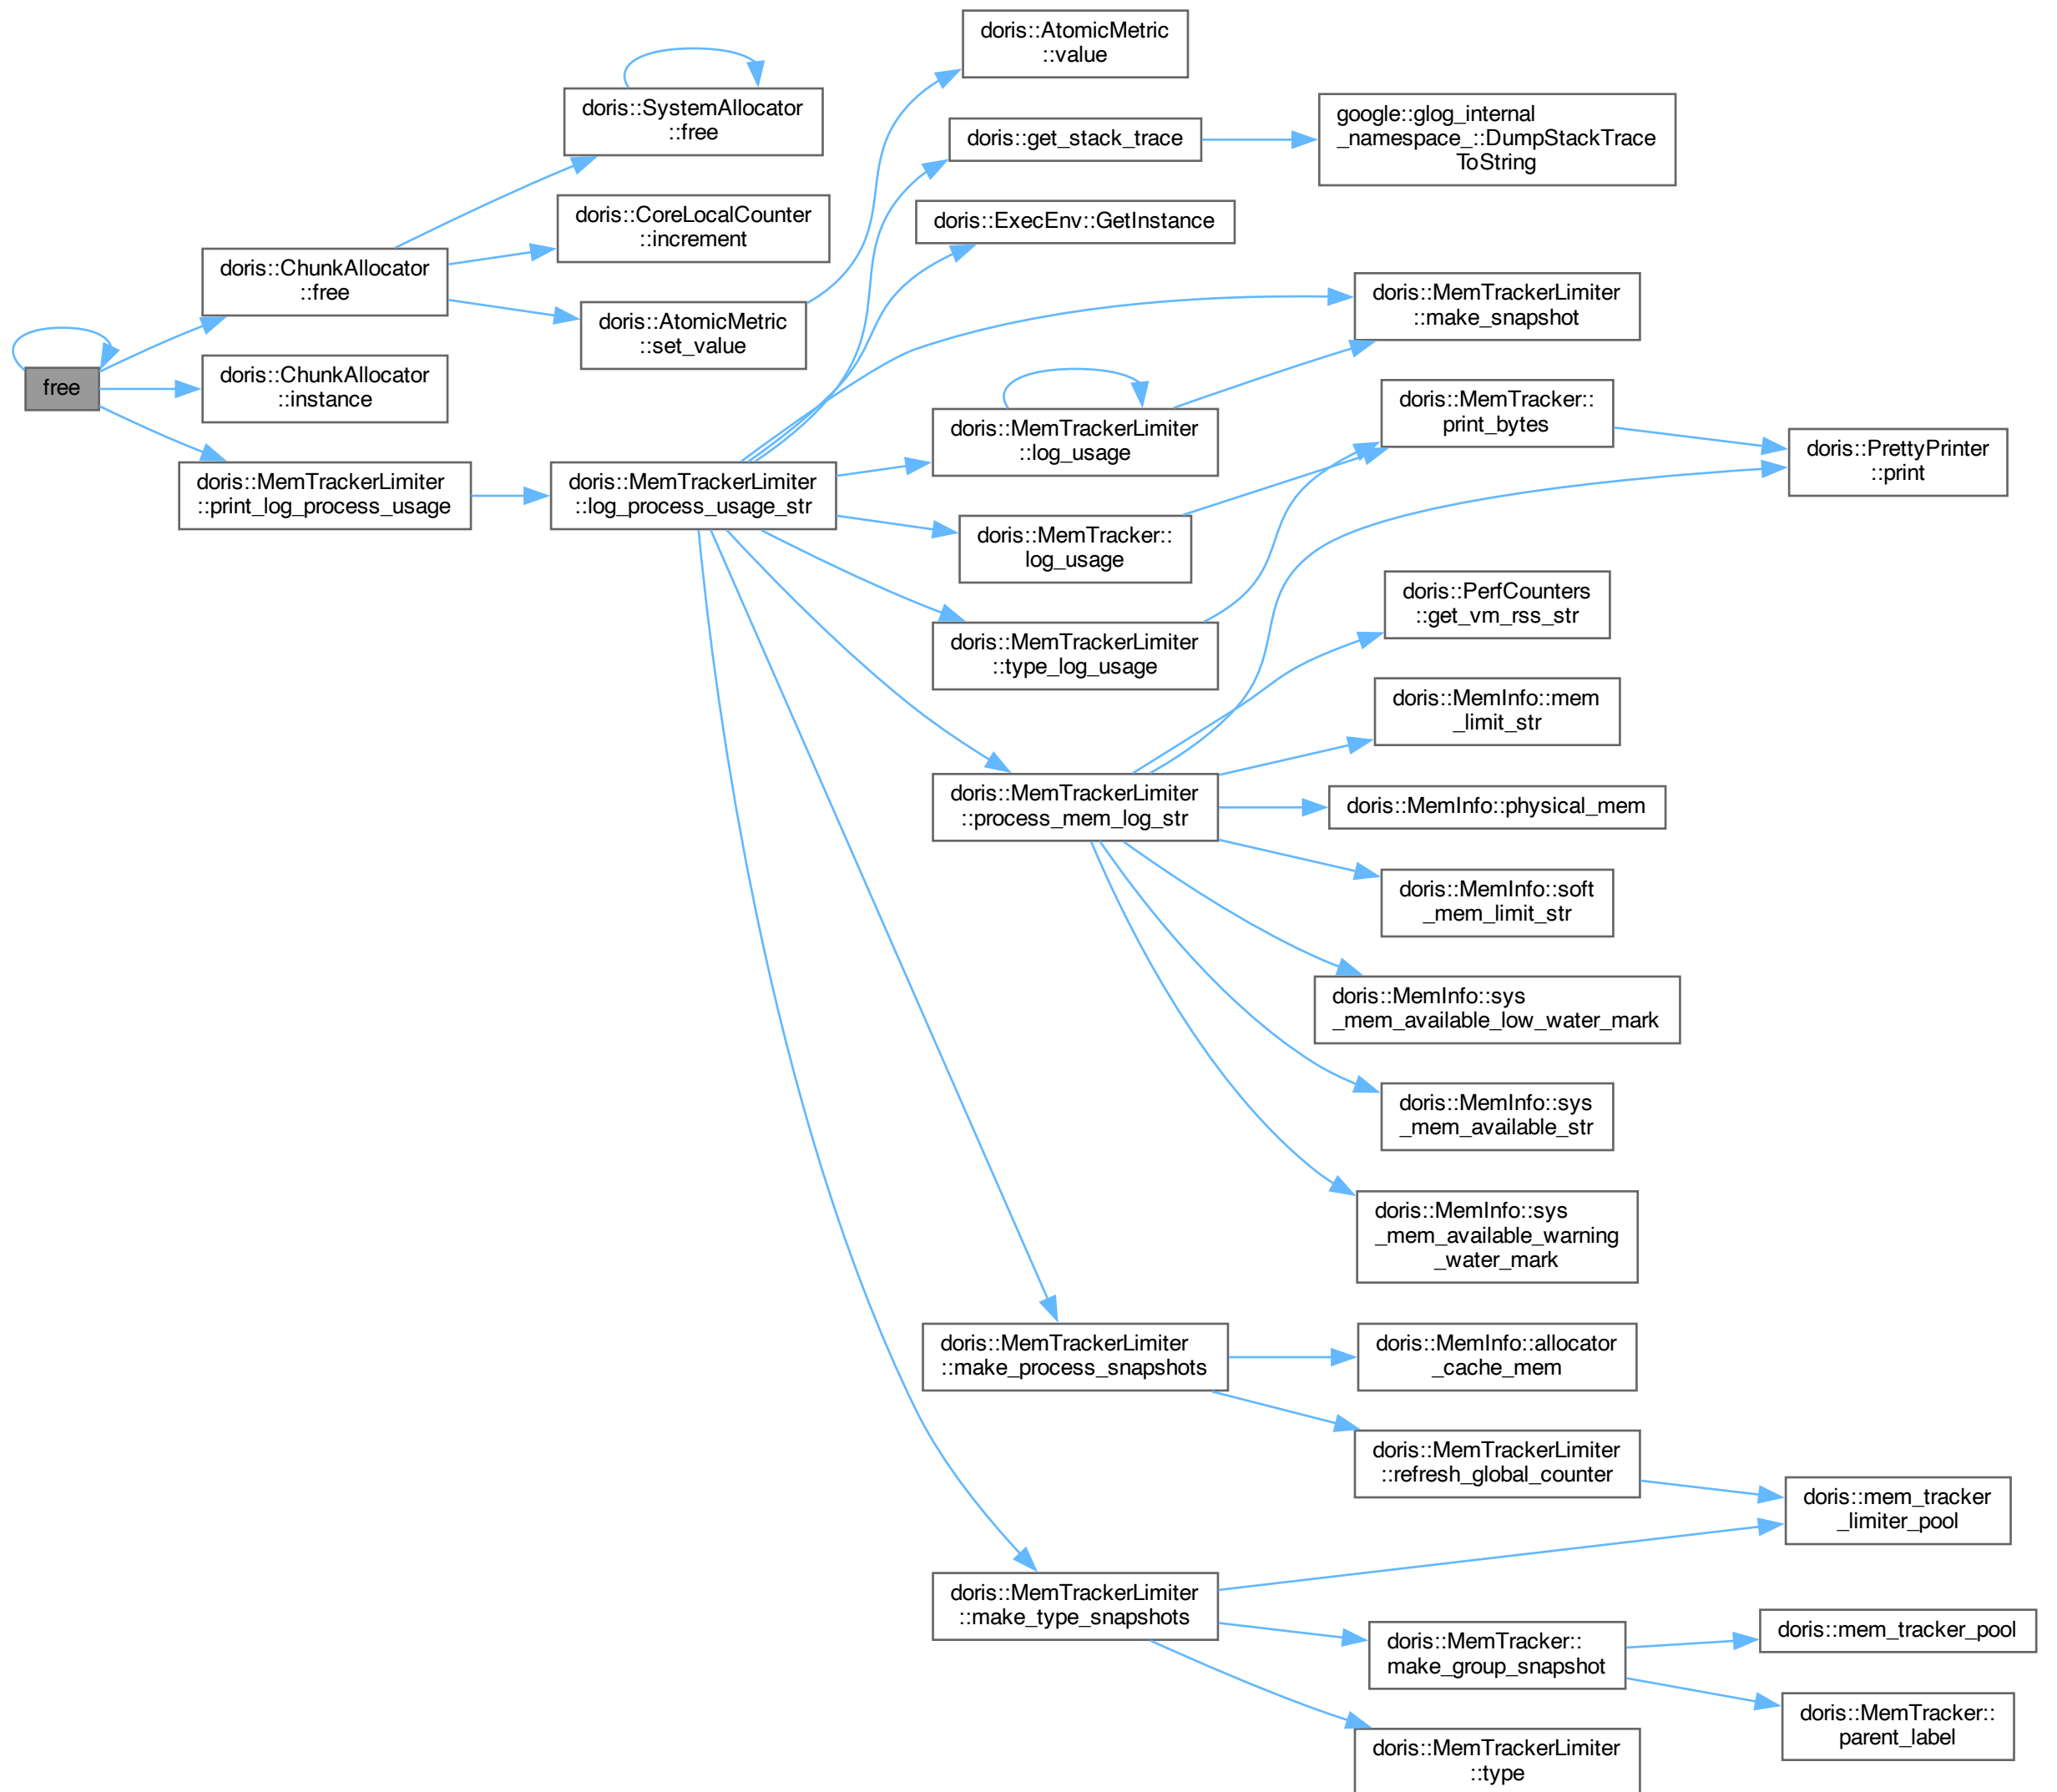 free
doris::ChunkAllocator
::free
doris::ChunkAllocator
::instance
doris::MemTrackerLimiter
::print_log_process_usage
doris::SystemAllocator
::free
doris::CoreLocalCounter
::increment
doris::AtomicMetric
::set_value
doris::MemTrackerLimiter
::log_process_usage_str
doris::AtomicMetric
::value
doris::get_stack_trace
doris::ExecEnv::GetInstance
doris::MemTrackerLimiter
::log_usage
doris::MemTracker::
log_usage
doris::MemTrackerLimiter
::type_log_usage
doris::MemTrackerLimiter
::process_mem_log_str
doris::MemTrackerLimiter
::make_process_snapshots
doris::MemTrackerLimiter
::make_type_snapshots
google::glog_internal
_namespace_::DumpStackTrace
ToString
doris::MemTrackerLimiter
::make_snapshot
doris::MemTracker::
print_bytes
doris::PerfCounters
::get_vm_rss_str
doris::MemInfo::mem
_limit_str
doris::MemInfo::physical_mem
doris::MemInfo::soft
_mem_limit_str
doris::MemInfo::sys
_mem_available_low_water_mark
doris::MemInfo::sys
_mem_available_str
doris::MemInfo::sys
_mem_available_warning
_water_mark
doris::MemInfo::allocator
_cache_mem
doris::MemTrackerLimiter
::refresh_global_counter
doris::MemTracker::
make_group_snapshot
doris::MemTrackerLimiter
::type
doris::PrettyPrinter
::print
doris::mem_tracker
_limiter_pool
doris::mem_tracker_pool
doris::MemTracker::
parent_label